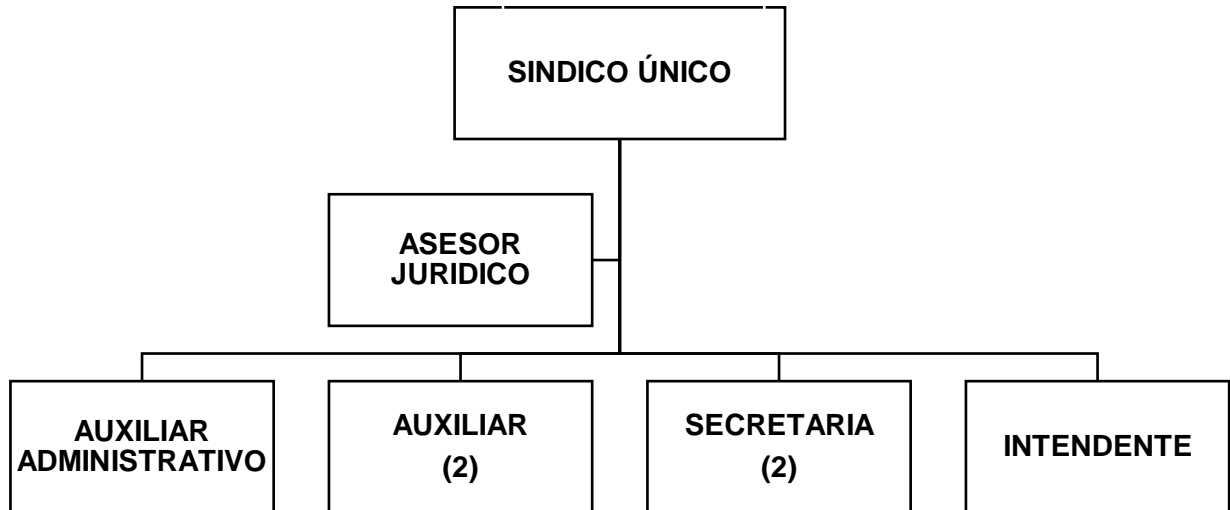 SINDICO ÚNICO
ASESOR
JURIDICO
AUXILIAR
ADMINISTRATIVO
AUXILIAR
(2)
SECRETARIA
(2)
INTENDENTE